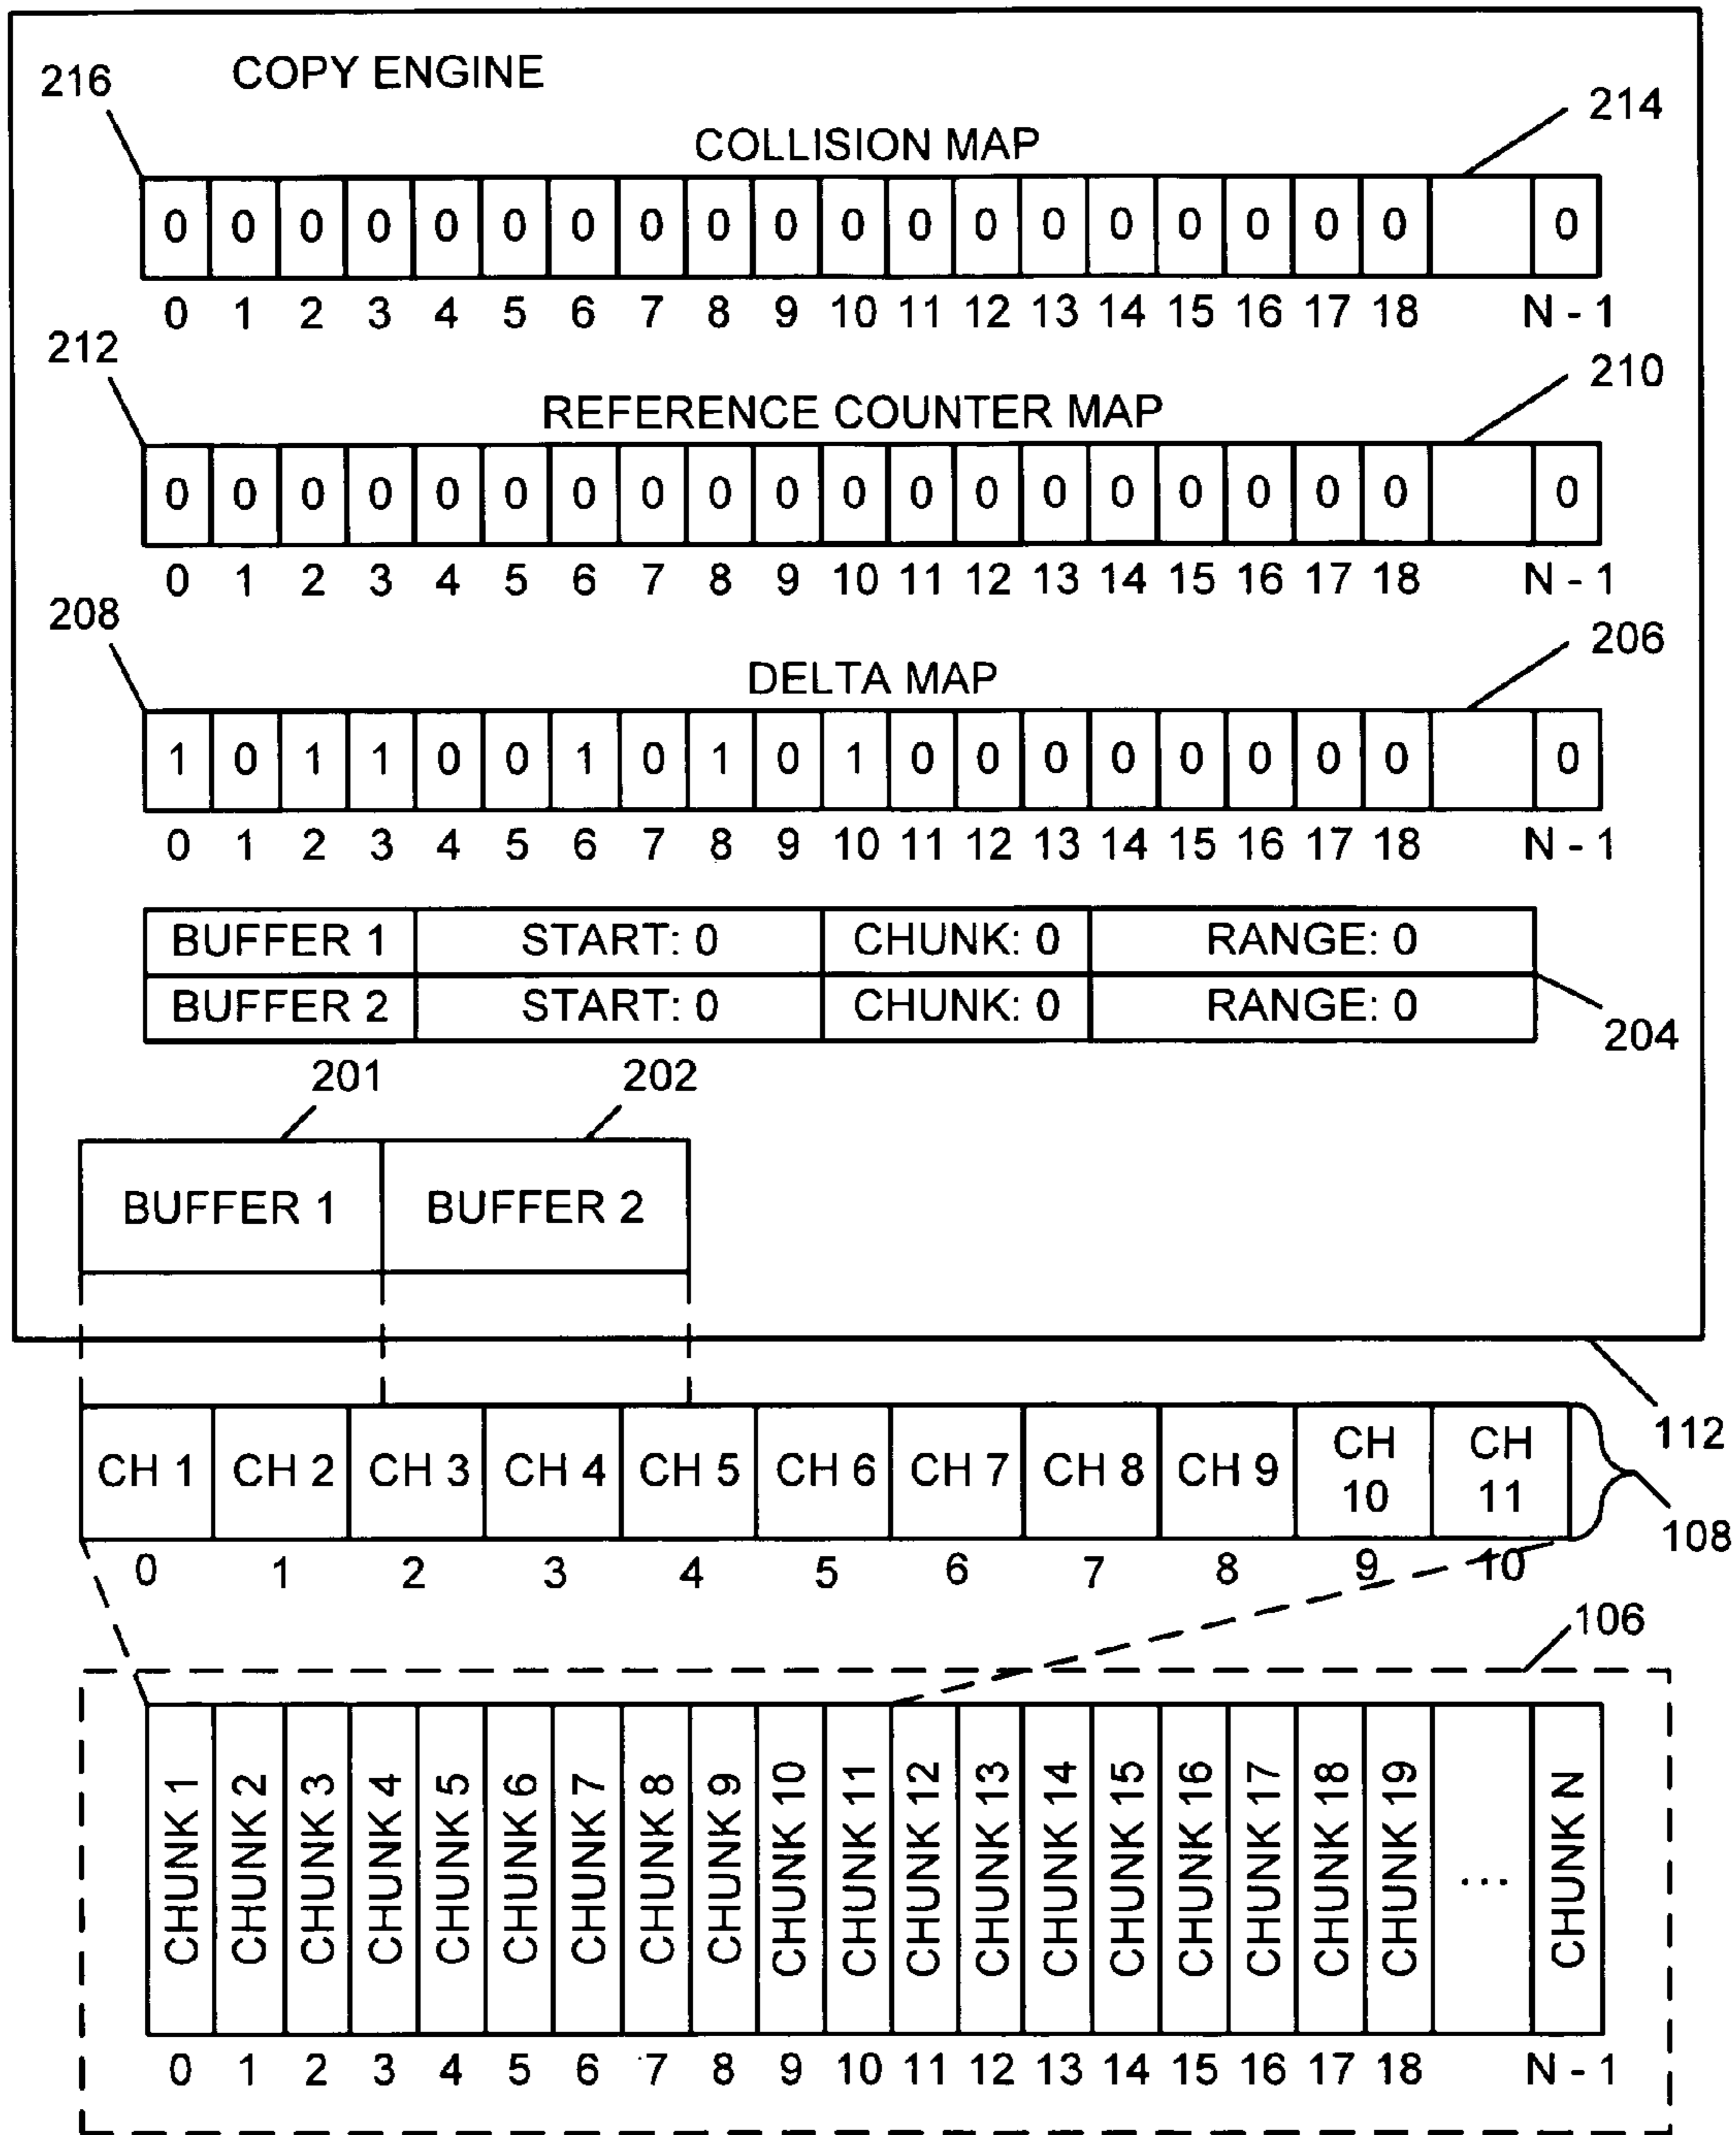 COPY ENGINE
216
214
COLLISION MAP
0 0 0 0 0 0 0 0 0 0 0 0 0 0 0 0 0 0 0 0
0 1 2 3 4 5 6 7 8 9 10 11 12 13 14 15 16 17 18 N - 1
212
210
REFERENCE COUNTER MAP
0 0 0 0 0 0 0 0 0 0 0 0 0 0 0 0 0 0 0 0
0 1 2 3 4 5 6 7 8 9 10 11 12 13 14 15 16 17 18 N - 1
208
206
DELTA MAP
1 0 1 1 0 0 1 0 1 0 1 0 0 0 0 0 0 0 0 0
0 1 2 3 4 5 6 7 8 9 10 11 12 13 14 15 16 17 18 N - 1
BUFFER 1 START: 0 CHUNK: 0 RANGE: 0
BUFFER 2 START: 0 CHUNK: 0 RANGE: 0
204
201
202
BUFFER 1 BUFFER 2
112
CH 1 CH 2 CH 3 CH 4 CH 5 CH 6 CH 7 CH 8 CH 9 CH 10 CH 11
108
0 1 2 3 4 5 6 7 8 9 10
106
CHUNK 1
CHUNK 2
CHUNK 3
CHUNK 4
CHUNK 5
CHUNK 6
CHUNK 7
CHUNK 8
CHUNK 9
CHUNK 10
CHUNK 11
CHUNK 12
CHUNK 13
CHUNK 14
CHUNK 15
CHUNK 16
CHUNK 17
CHUNK 18
CHUNK 19
...
CHUNK N
0 1 2 3 4 5 6 7 8 9 10 11 12 13 14 15 16 17 18 N - 1